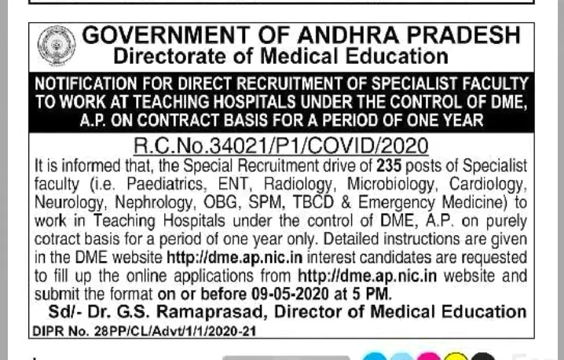 GOVERNMENT OF ANDHRA PRADESH
Directorate of Medical Education
NOTIFICATION FOR DIRECT RECRUITMENT OF SPECIALIST FACULTY
TO WORK AT TEACHING HOSPITALS UNDER THE CONTROL OF DME,
A.P. ON CONTRACT BASIS FOR A PERIOD OF ONE YEAR
R.C.No.34021/P1/COVID/2020
It is informed that, the Special Recruitment drive of 235 posts of Specialist
faculty (i.e. Paediatrics, ENT, Radiology, Microbiology, Cardiology,
Neurology, Nephrology, OBG, SPM, TBCD & Emergency Medicine) to
work in Teaching Hospitals under the control of DME, A.P. on purely
cotract basis for a period of one year only. Detailed instructions are given
in the DME website http://dme.ap.nic.in interest candidates are requested
to fill up the online applications from http://dme.ap.nic.in website and
submit the format on or before 09-05-2020 at 5 PM.
Sd/- Dr. G.S. Ramaprasad, Director of Medical Education
DIPR No. 28PP/CL/Advt/1/1/2020-21